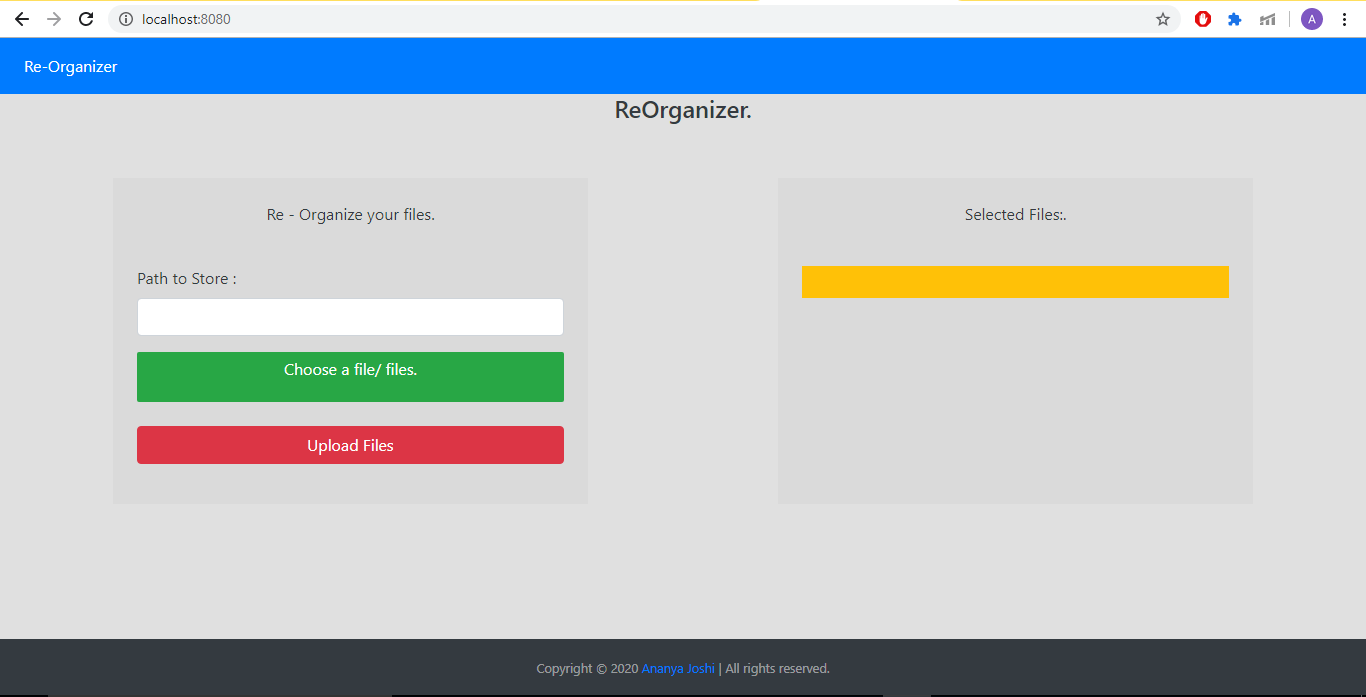 localhost:8080
A
Re-Organizer
ReOrganizer.
Re - Organize your files.
Path to Store :
Choose a file/ files.
Upload Files
Selected Files:.
Copyright © 2020 Ananya Joshi | All rights reserved.